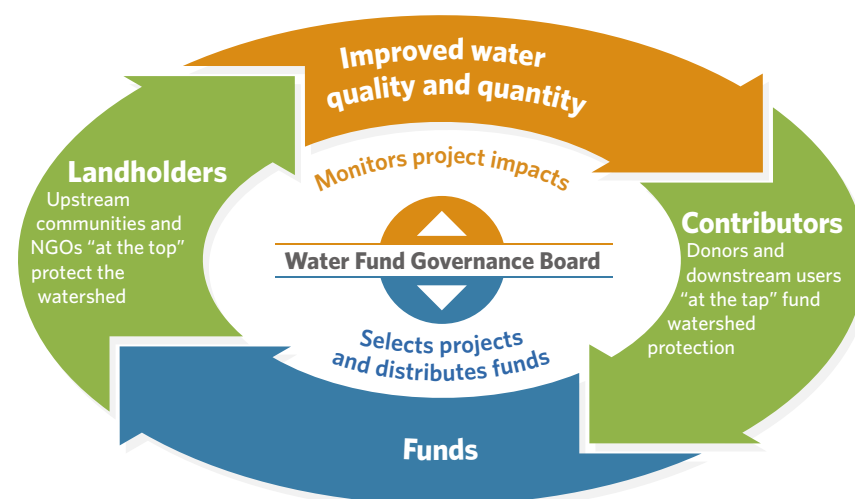 Improved water
quality and quantity
Monitors project impacts
Landholders
Upstream
communities and
NGOs “at the top”
protect the
watershed
Water Fund Governance Board
Contributors
Donors and
downstream users
“at the tap” fund
watershed
protection
Selects projects
and distributes funds
Funds